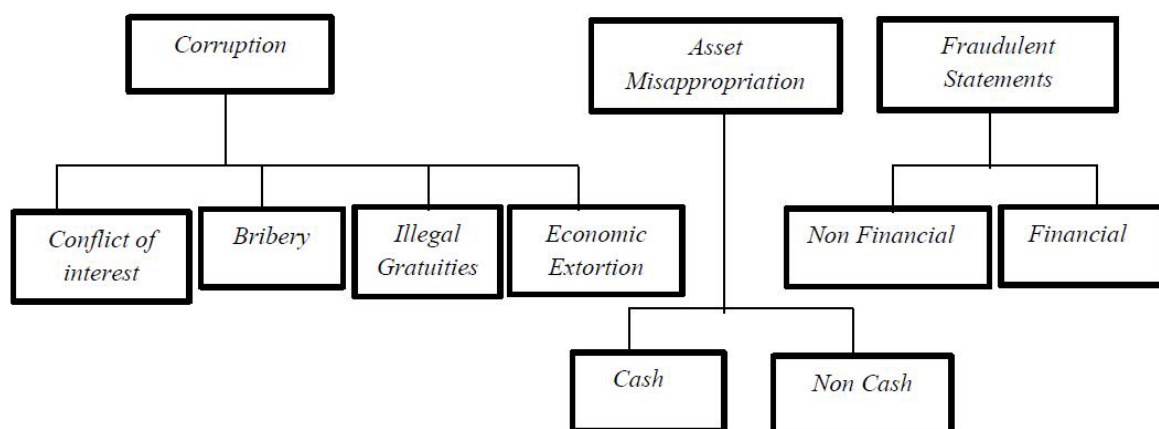 Corruption
Asset
Misappropriation
Fraudulent
Statements
Conflict of
interest
Bribery
Illegal
Gratuities
Economic
Extortion
Non Financial
Financial
Cash
Non Cash